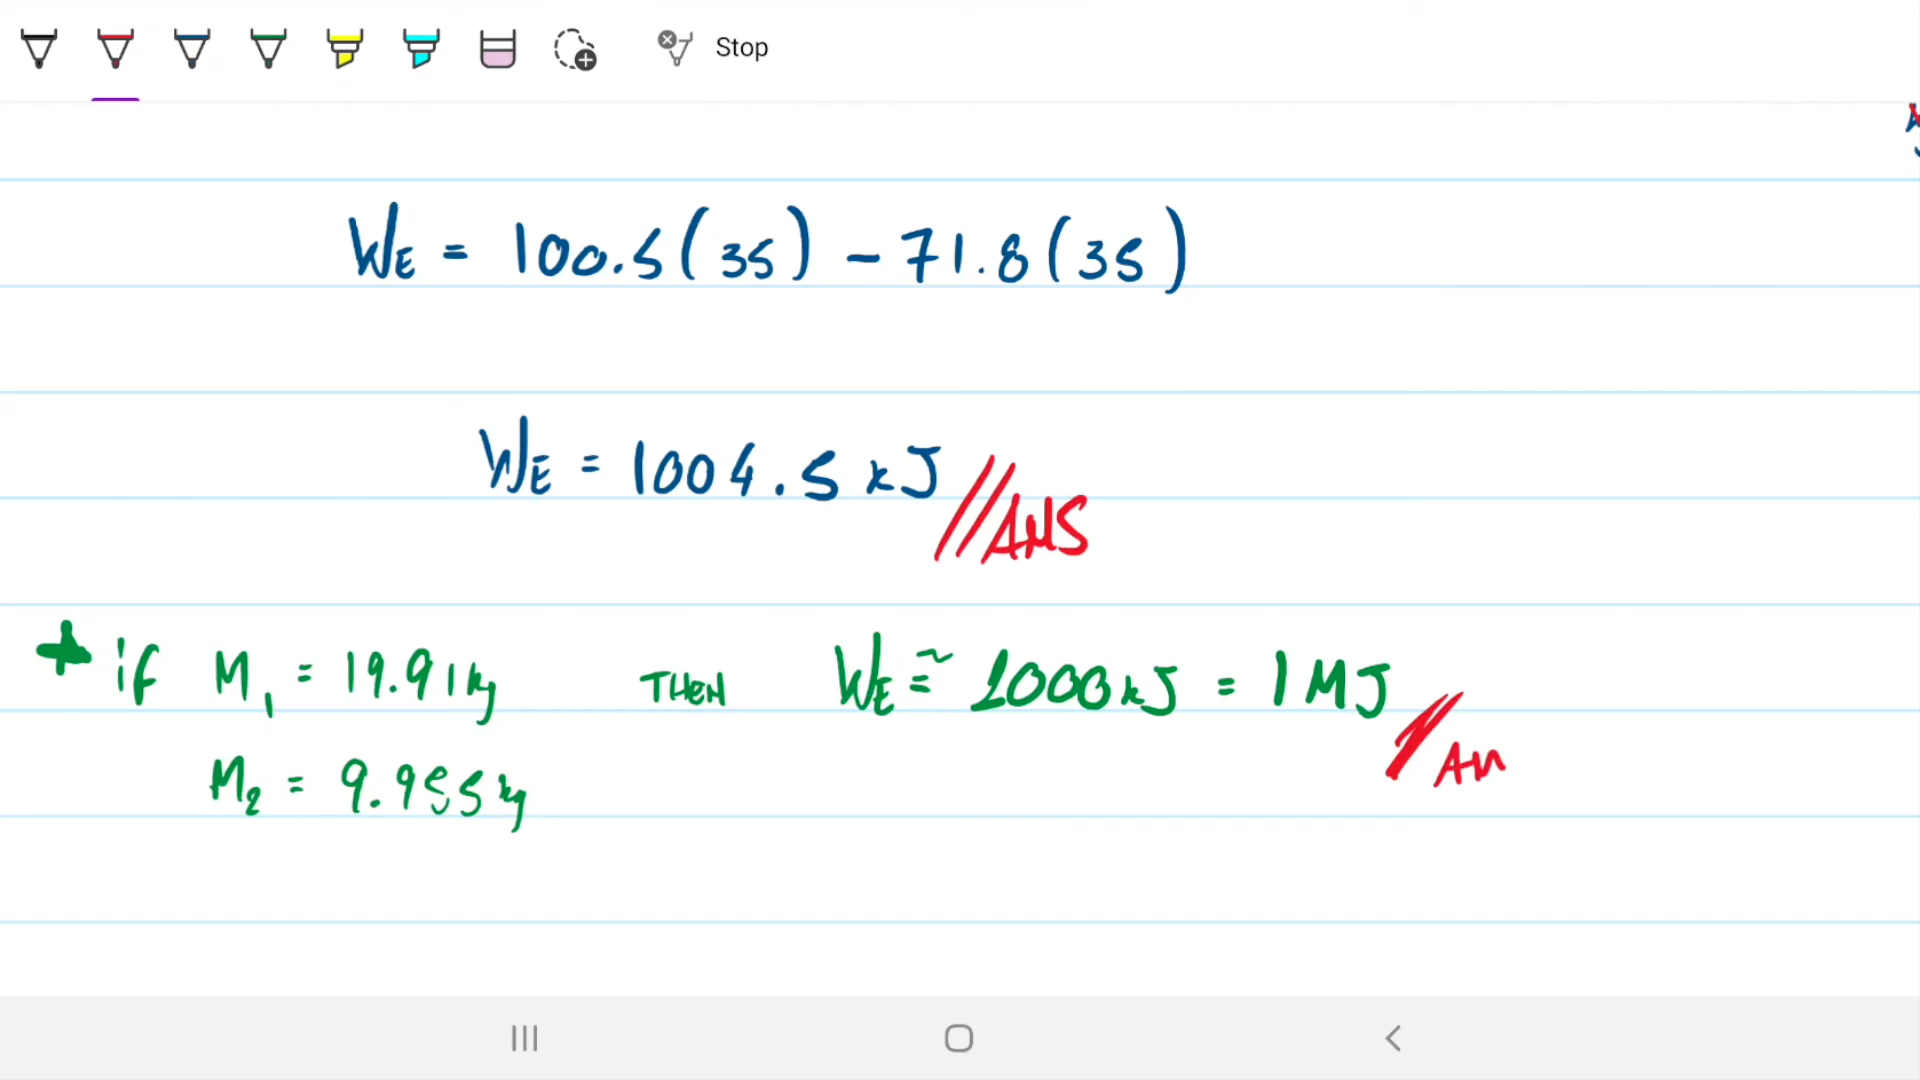 Stop
WE = 100.5(35) - 71.8(35)
WE = 1004.5 kJ // ANS
if M1 = 19.91 kg THEN WE ≅ 1000 kJ = 1 MJ // An
M2 = 9.955 kg